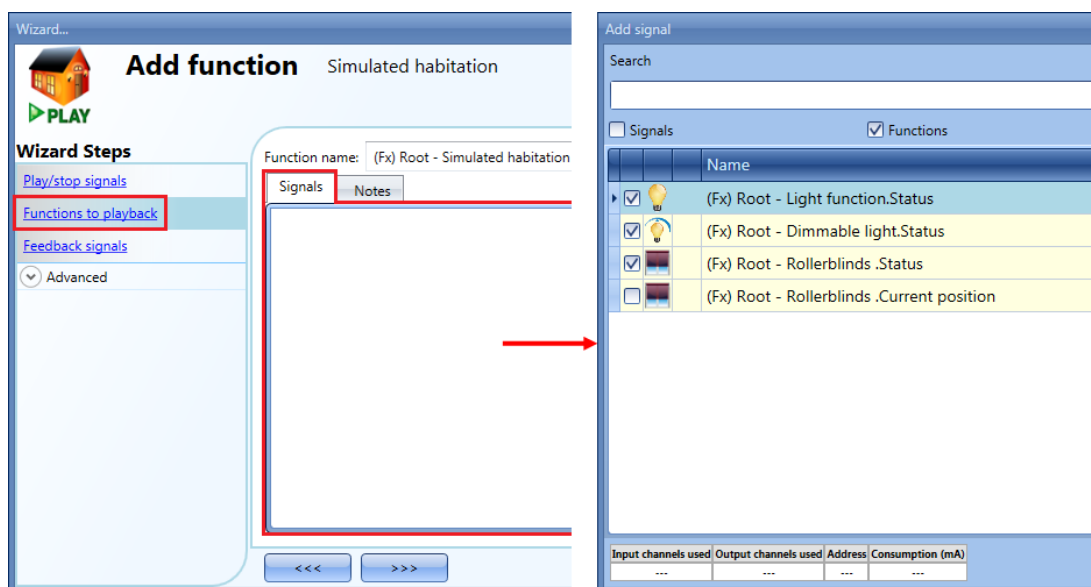 Wizard...
Add function Simulated habitation
PLAY
Wizard Steps
Play/stop signals
Functions to playback
Feedback signals
Advanced
Function name: (Fx) Root - Simulated habitation
Signals Notes
<<< >>>
Add signal
Search
Signals Functions
Name
(Fx) Root - Light function.Status
(Fx) Root - Dimmable light.Status
(Fx) Root - Rollerblinds .Status
(Fx) Root - Rollerblinds .Current position
Input channels used Output channels used Address Consumption (mA)
--- --- --- ---